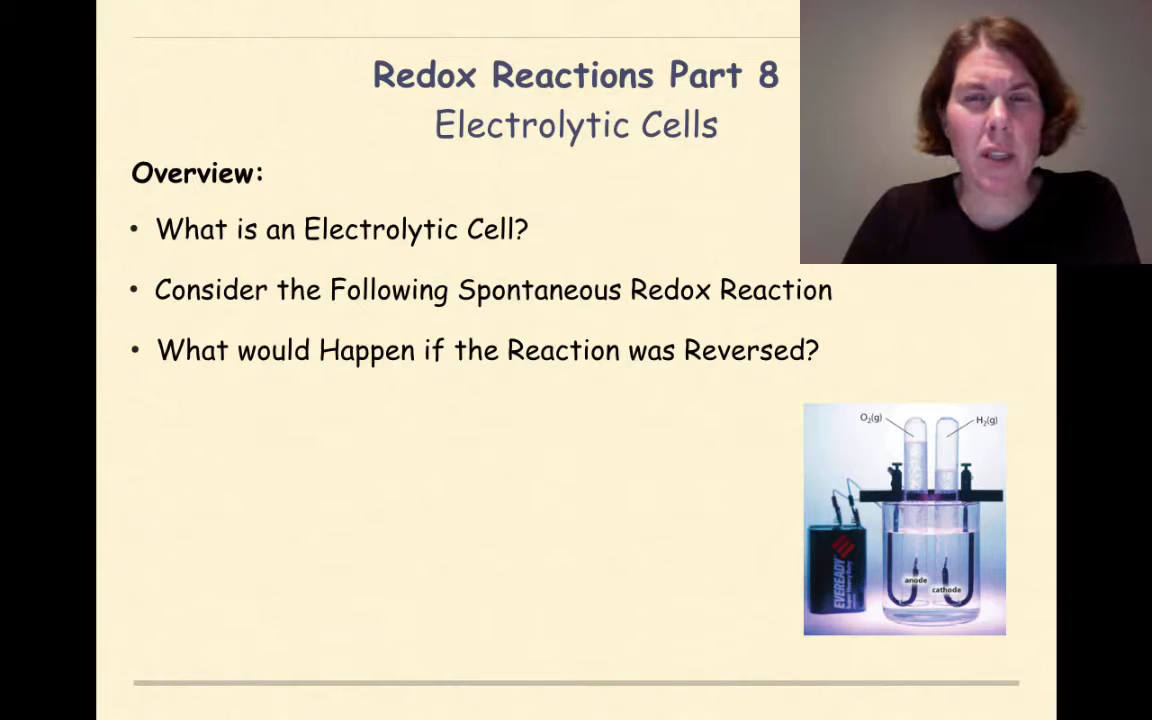 Redox Reactions Part 8
Electrolytic Cells
Overview:
• What is an Electrolytic Cell?
• Consider the Following Spontaneous Redox Reaction
• What would Happen if the Reaction was Reversed?
O₂(g)
H₂(g)
EVEREADY
anode
cathode